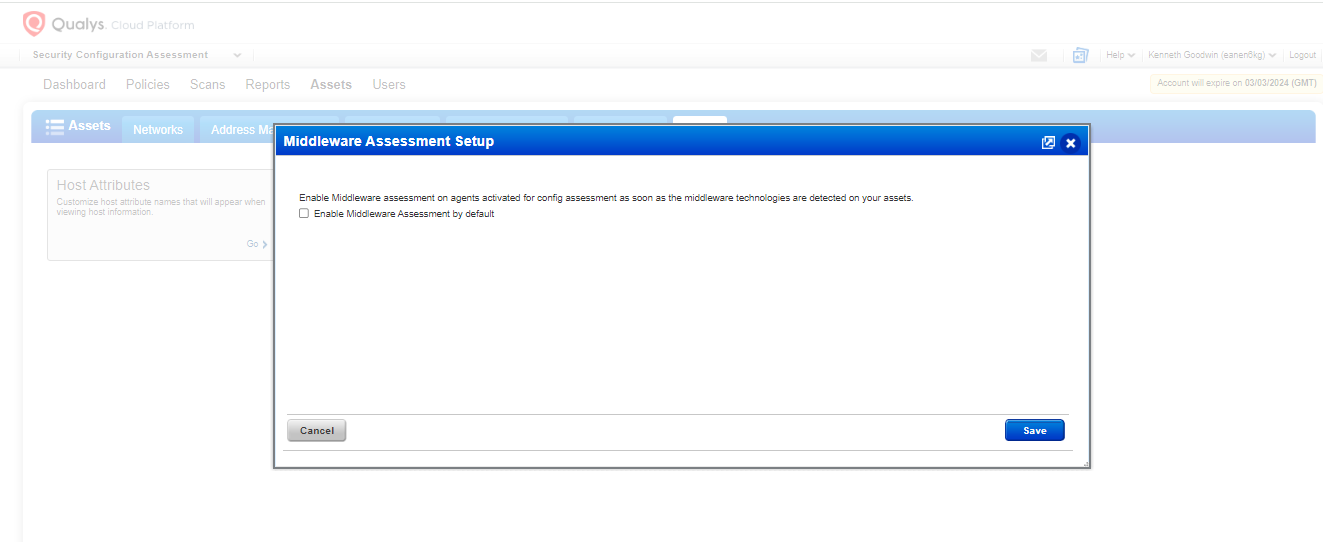 Qualys. Cloud Platform
Security Configuration Assessment
Help
Kenneth Goodwin (eanen6kg)
Logout
Dashboard Policies Scans Reports Assets Users
Account will expire on 03/03/2024 (GMT)
Assets Networks Address Ma
Middleware Assessment Setup
Host Attributes
Customize host attribute names that will appear when
viewing host information.
Go
Enable Middleware assessment on agents activated for config assessment as soon as the middleware technologies are detected on your assets.
Enable Middleware Assessment by default
Cancel
Save